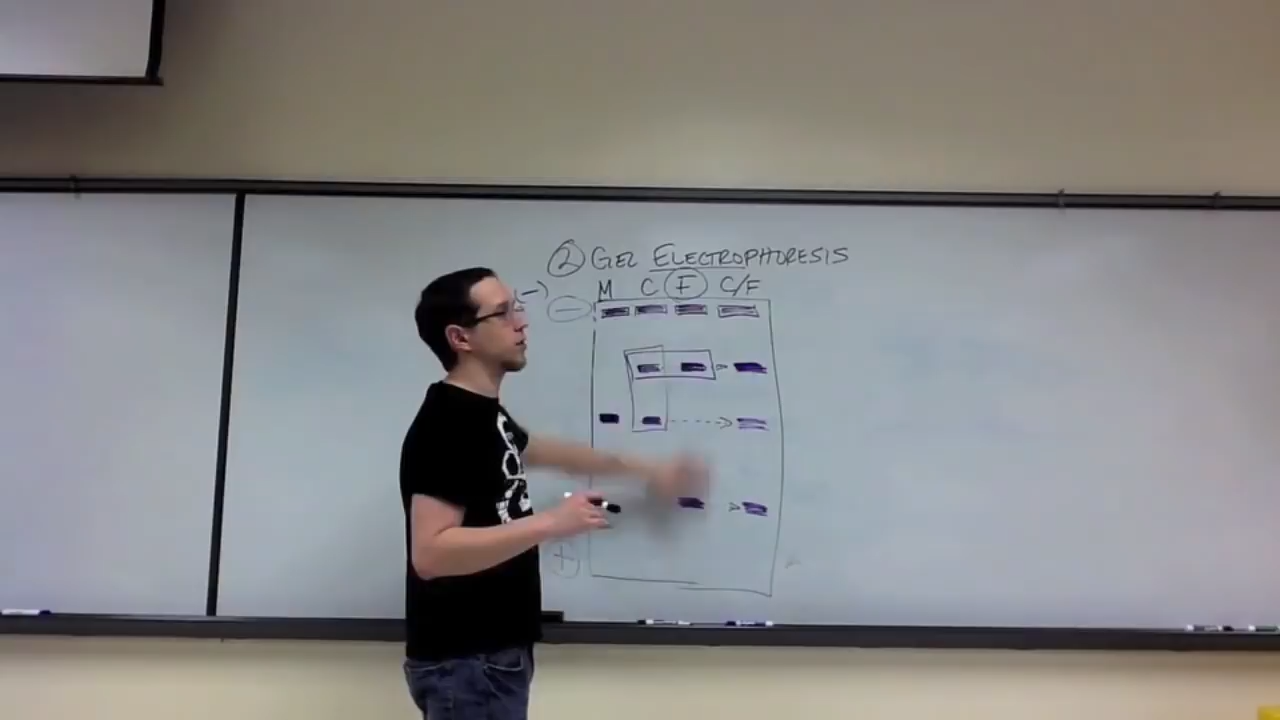 ② GEL ELECTROPHORESIS
M C F C/F
(-)
−
+